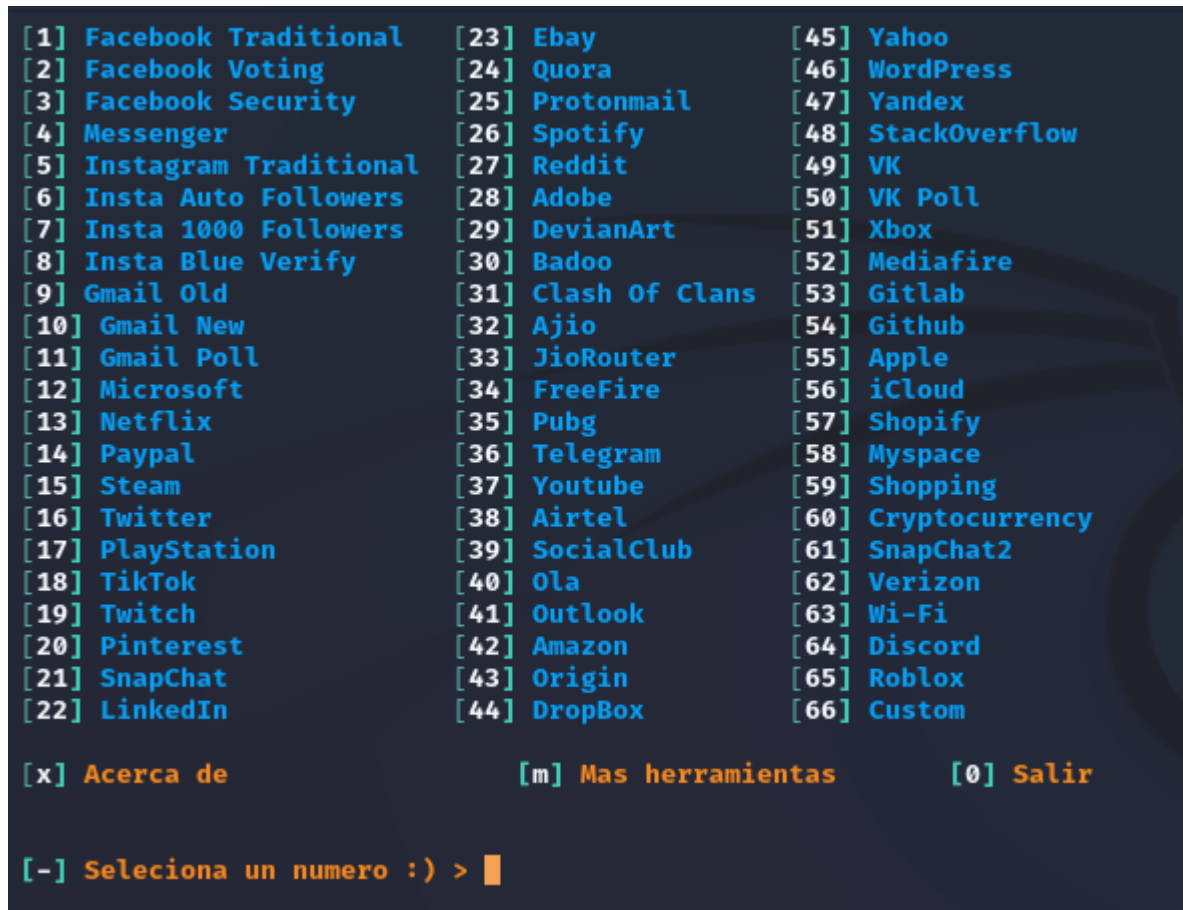 [1] Facebook Traditional [23] Ebay [45] Yahoo
[2] Facebook Voting [24] Quora [46] WordPress
[3] Facebook Security [25] Protonmail [47] Yandex
[4] Messenger [26] Spotify [48] StackOverflow
[5] Instagram Traditional [27] Reddit [49] VK
[6] Insta Auto Followers [28] Adobe [50] VK Poll
[7] Insta 1000 Followers [29] DevianArt [51] Xbox
[8] Insta Blue Verify [30] Badoo [52] Mediafire
[9] Gmail Old [31] Clash Of Clans [53] Gitlab
[10] Gmail New [32] Ajio [54] Github
[11] Gmail Poll [33] JioRouter [55] Apple
[12] Microsoft [34] FreeFire [56] iCloud
[13] Netflix [35] Pubg [57] Shopify
[14] Paypal [36] Telegram [58] Myspace
[15] Steam [37] Youtube [59] Shopping
[16] Twitter [38] Airtel [60] Cryptocurrency
[17] PlayStation [39] SocialClub [61] SnapChat2
[18] TikTok [40] Ola [62] Verizon
[19] Twitch [41] Outlook [63] Wi-Fi
[20] Pinterest [42] Amazon [64] Discord
[21] SnapChat [43] Origin [65] Roblox
[22] LinkedIn [44] DropBox [66] Custom
[x] Acerca de [m] Mas herramientas [0] Salir
[-] Seleciona un numero :) >